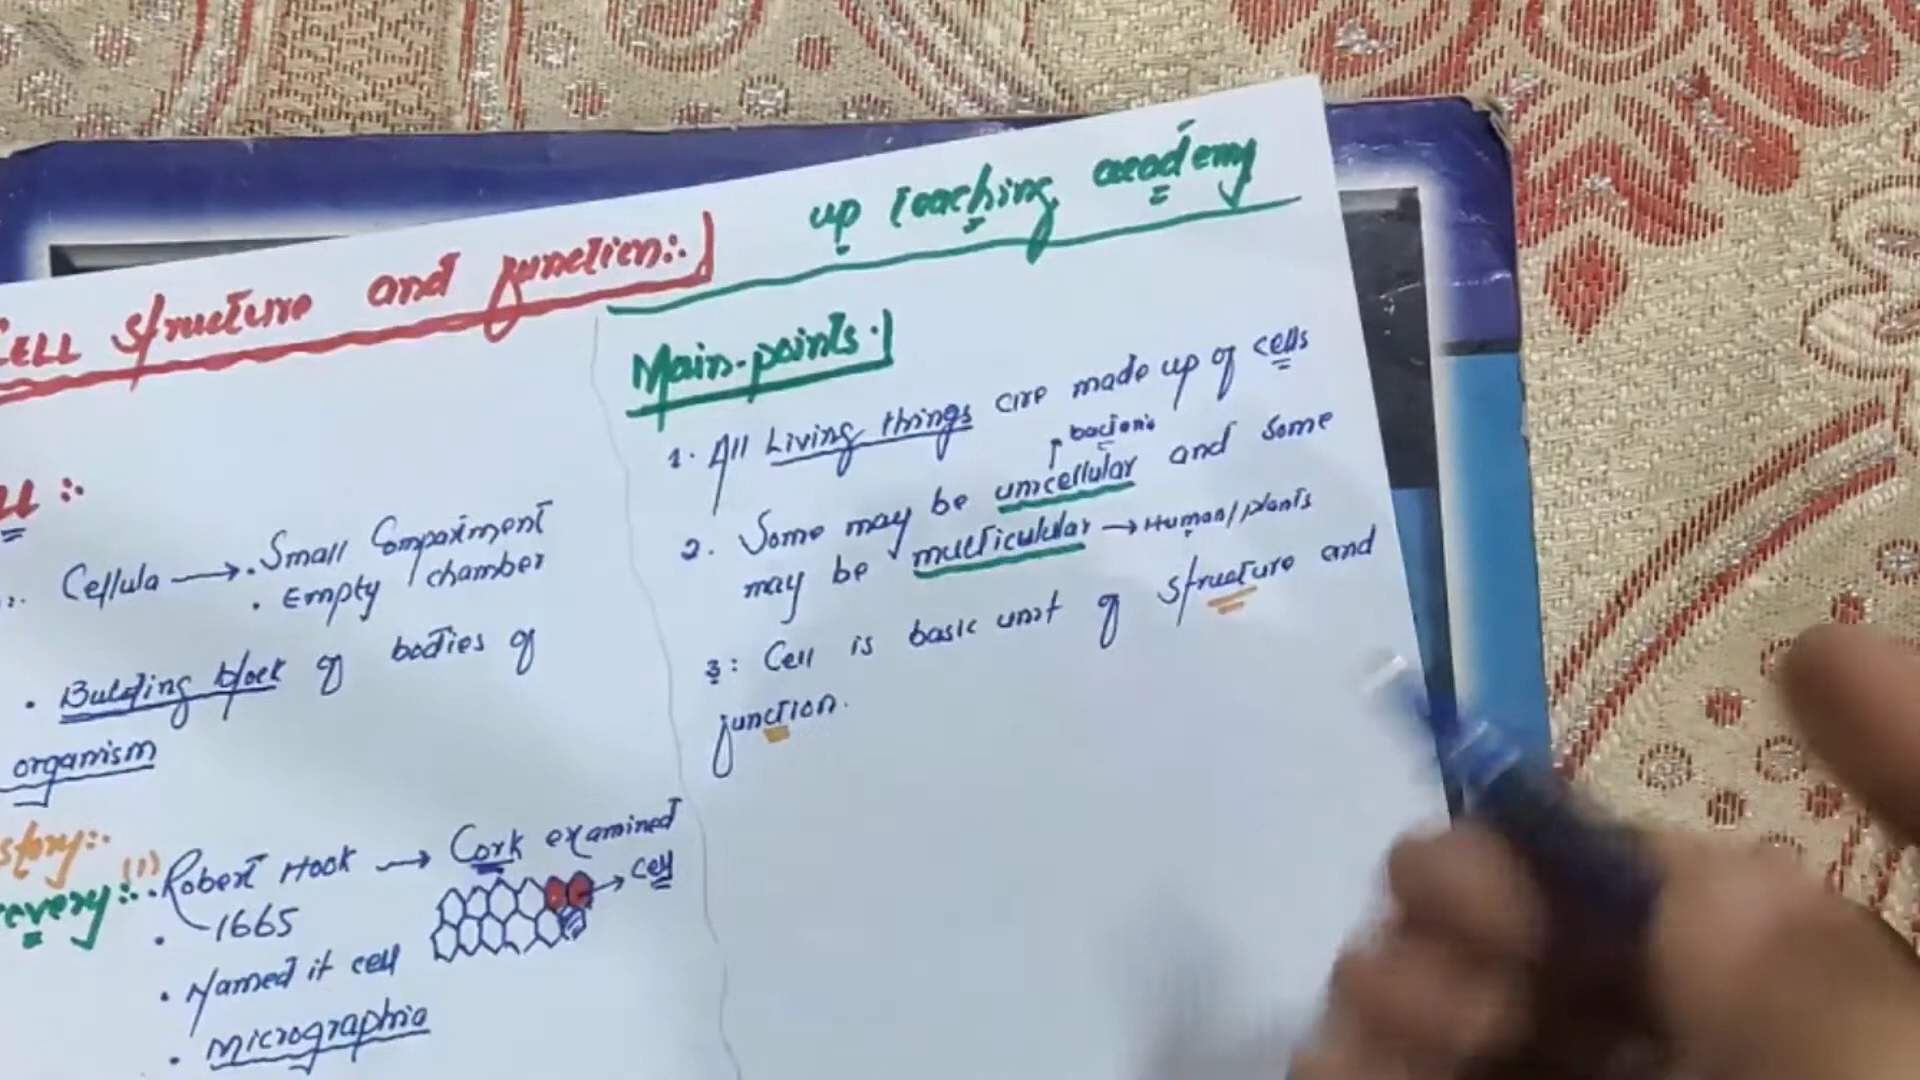 CELL structure and function:.
up teaching academy
Cellula → . Small Compartment
. Empty chamber
. Building block of bodies of
organism
(1)
. Robert Hook → Cork examined
cell
. 1665
. Named it cell
. micrographia
Main-points.
1. All Living things are made up of cells
bacteria
2. Some may be unicellular and some
may be multiculular → Human/plants
3: Cell is basic unit of structure and
function.